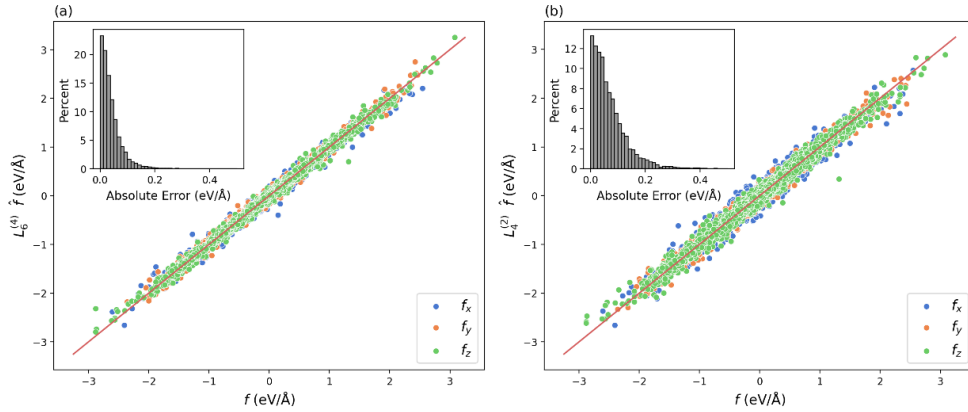 (a)
3
2
1
0
−1
−2
−3
L₆⁽⁴⁾ f̂ (eV/Å)
−3 −2 −1 0 1 2 3
f (eV/Å)
20
15
10
5
0
Percent
0.0 0.2 0.4
Absolute Error (eV/Å)
fₓ
f_y
f_z
(b)
3
2
1
0
−1
−2
−3
L₄⁽²⁾ f̂ (eV/Å)
−3 −2 −1 0 1 2 3
f (eV/Å)
12
10
8
6
4
2
0
Percent
0.0 0.2 0.4
Absolute Error (eV/Å)
fₓ
f_y
f_z